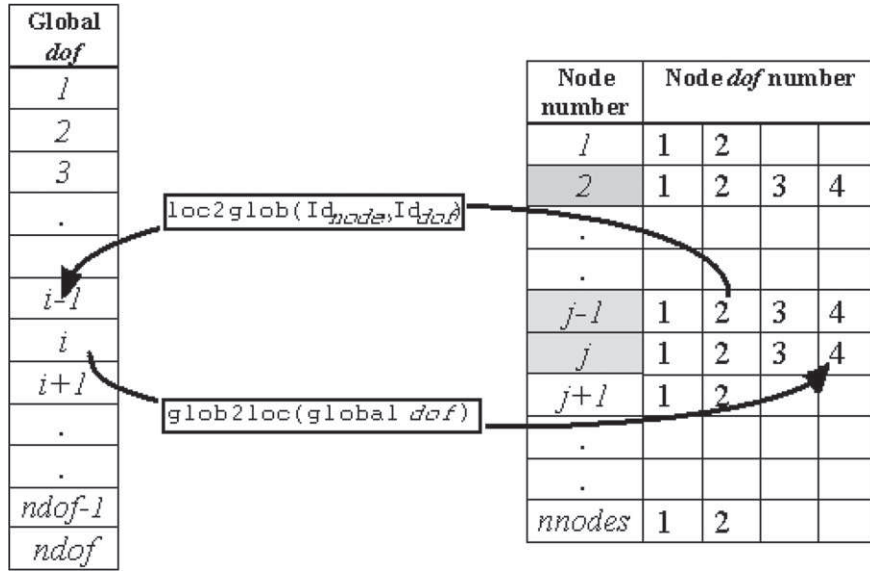 Global
dof
1
2
3
.
i-1
i
i+1
.
.
ndof-1
ndof
loc2glob(Id_node,Id_dof)
glob2loc(global dof)
Node number Node dof number
1 1 2
2 1 2 3 4
.
.
j-1 1 2 3 4
j 1 2 3 4
j+1 1 2
.
.
nnodes 1 2